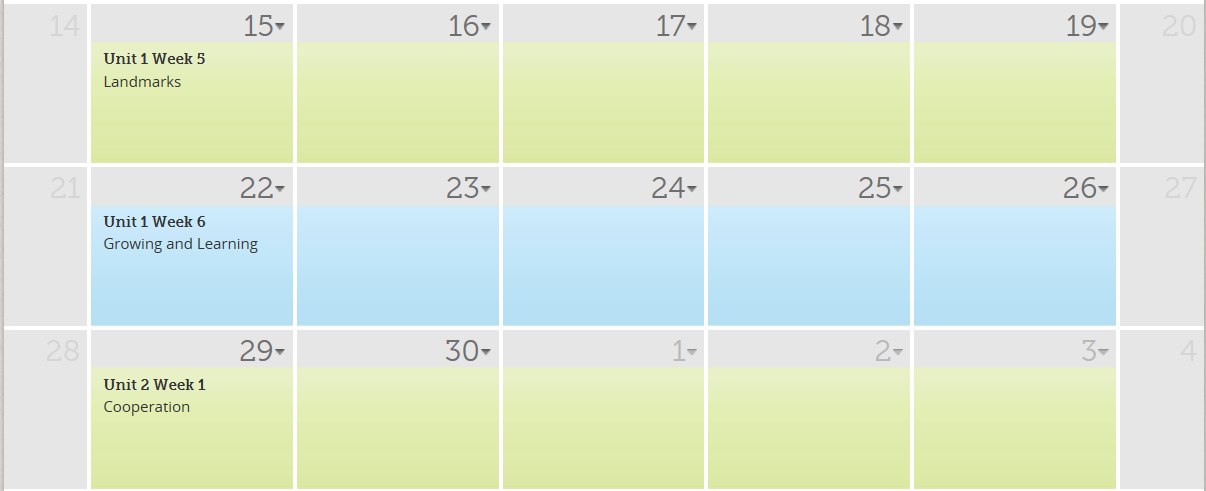 14 15 16 17 18 19 20
Unit 1 Week 5
Landmarks
21 22 23 24 25 26 27
Unit 1 Week 6
Growing and Learning
28 29 30 1 2 3 4
Unit 2 Week 1
Cooperation